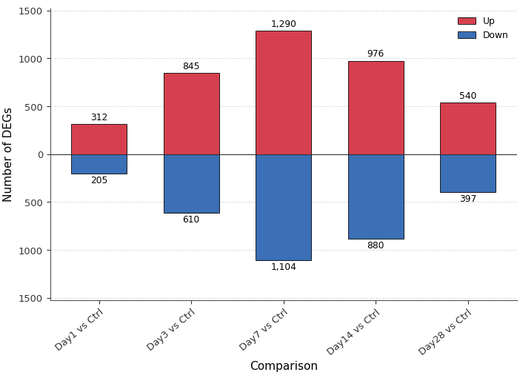 1500
1000
500
0
500
1000
1500
Number of DEGs
Up
Down
312
845
1,290
976
540
205
610
1,104
880
397
Day1 vs Ctrl
Day3 vs Ctrl
Day7 vs Ctrl
Day14 vs Ctrl
Day28 vs Ctrl
Comparison